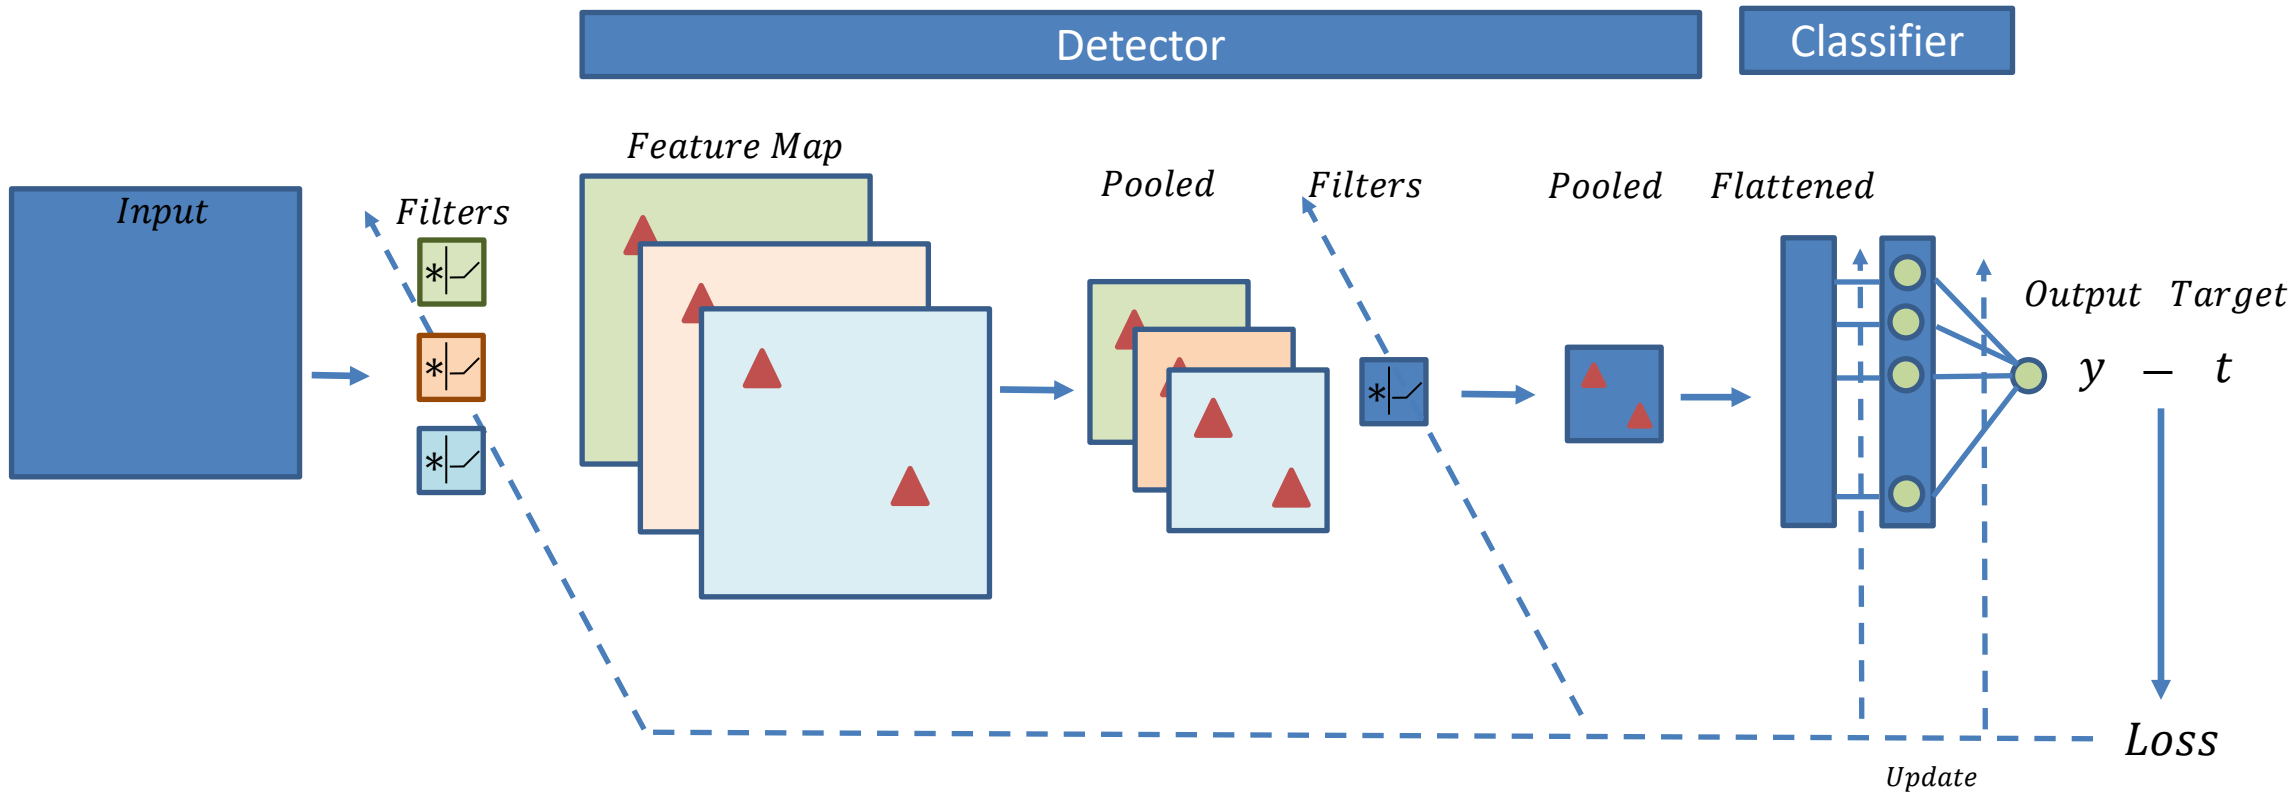 Detector
Classifier
Feature Map
Pooled
Filters
Pooled
Flattened
Input
Filters
*
*
*
*
Output Target
y − t
Loss
Update